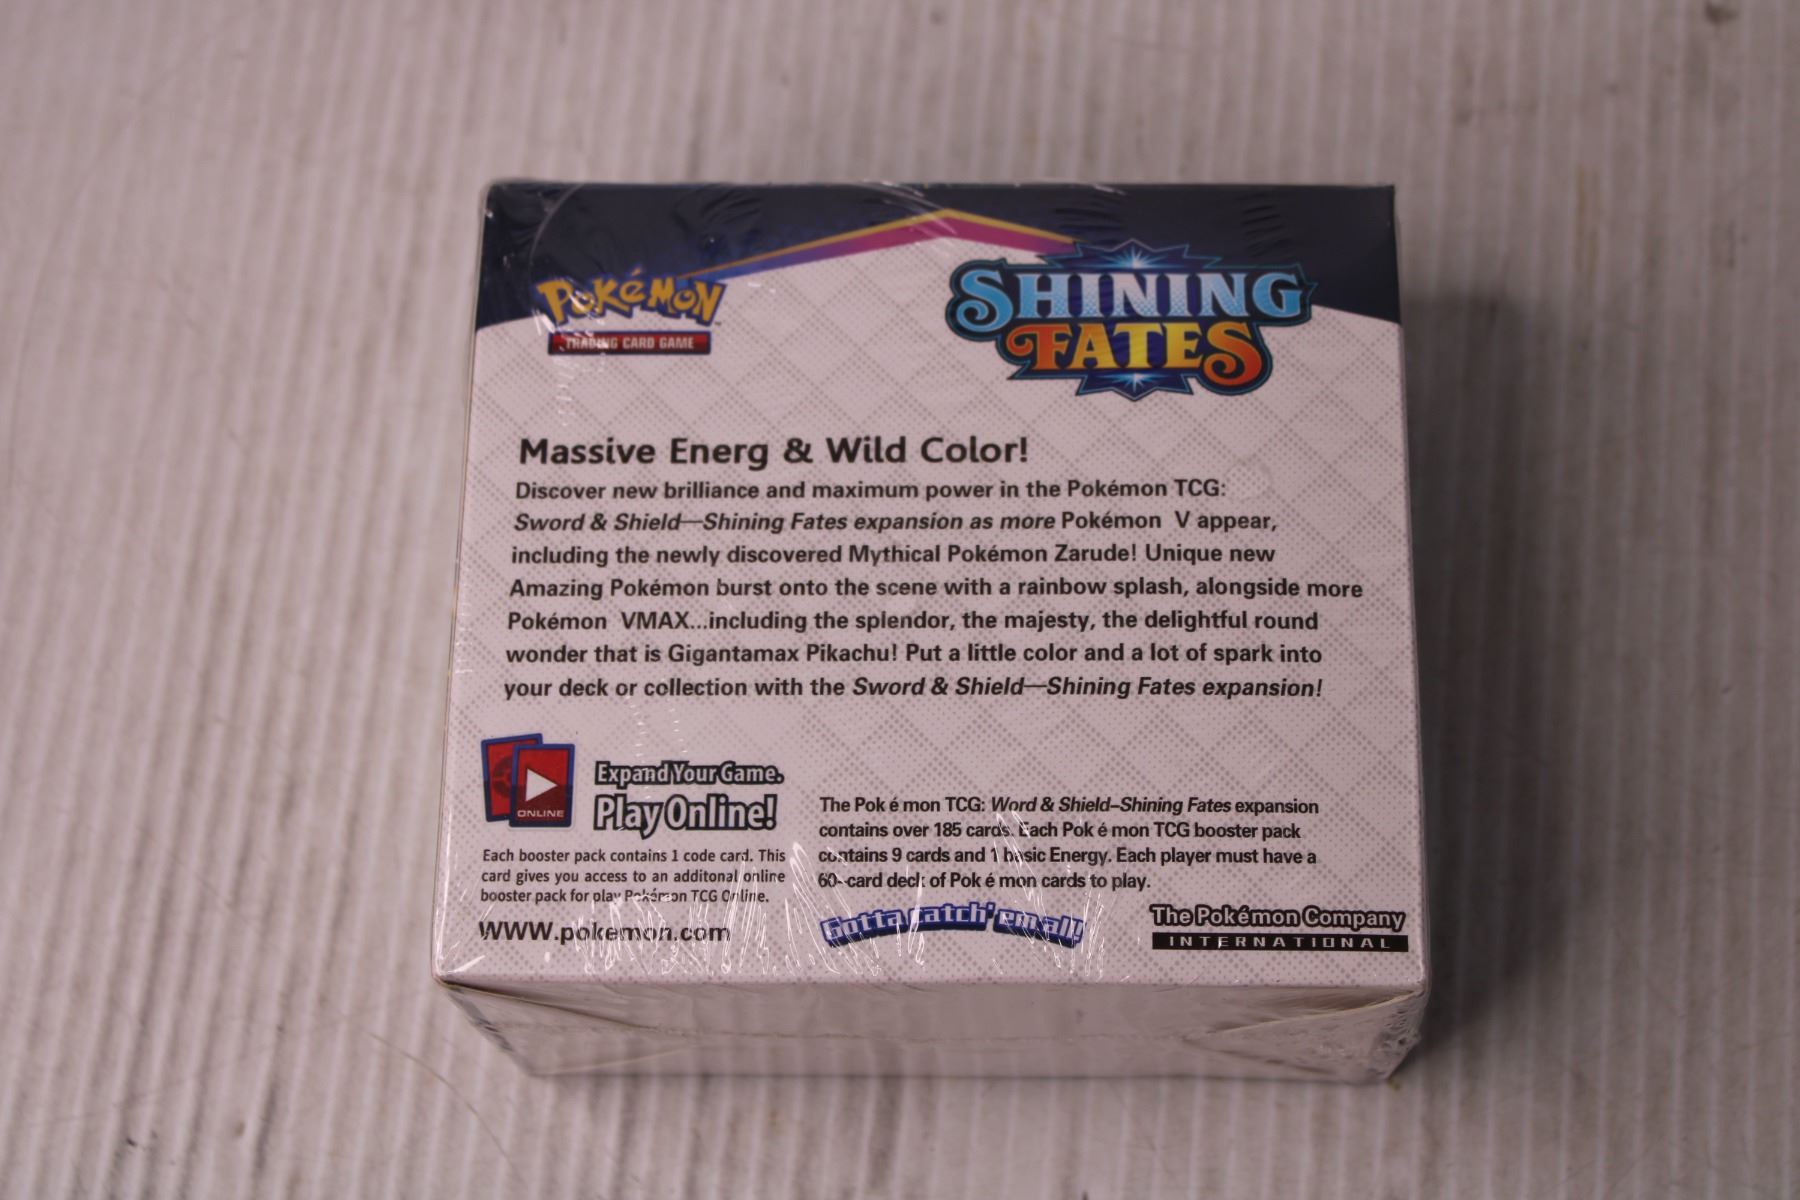 Pokémon
TRADING CARD GAME
SHINING
FATES
Massive Energ & Wild Color!
Discover new brilliance and maximum power in the Pokémon TCG:
Sword & Shield—Shining Fates expansion as more Pokémon V appear,
including the newly discovered Mythical Pokémon Zarude! Unique new
Amazing Pokémon burst onto the scene with a rainbow splash, alongside more
Pokémon VMAX...including the splendor, the majesty, the delightful round
wonder that is Gigantamax Pikachu! Put a little color and a lot of spark into
your deck or collection with the Sword & Shield—Shining Fates expansion!
ONLINE
Expand Your Game.
Play Online!
Each booster pack contains 1 code card. This
card gives you access to an additonal online
booster pack for play Pokémon TCG Online.
WWW.pokemon.com
The Pok é mon TCG: Word & Shield–Shining Fates expansion
contains over 185 cards. Each Pok é mon TCG booster pack
contains 9 cards and 1 basic Energy. Each player must have a
60-card deck of Pok é mon cards to play.
Gotta catch 'em all!
The Pokémon Company
INTERNATIONAL